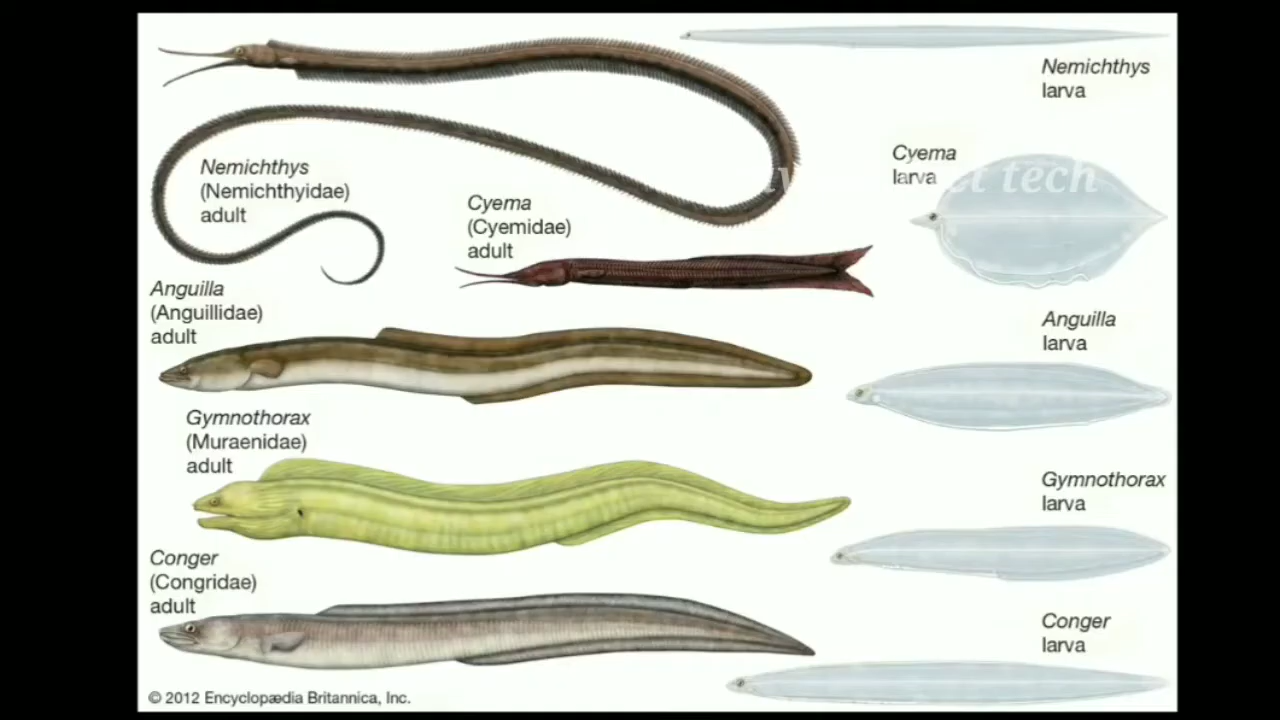 Nemichthys
larva
Nemichthys
(Nemichthyidae)
adult
Cyema
larva
tech
Cyema
(Cyemidae)
adult
Anguilla
(Anguillidae)
adult
Anguilla
larva
Gymnothorax
(Muraenidae)
adult
Gymnothorax
larva
Conger
(Congridae)
adult
Conger
larva
© 2012 Encyclopædia Britannica, Inc.